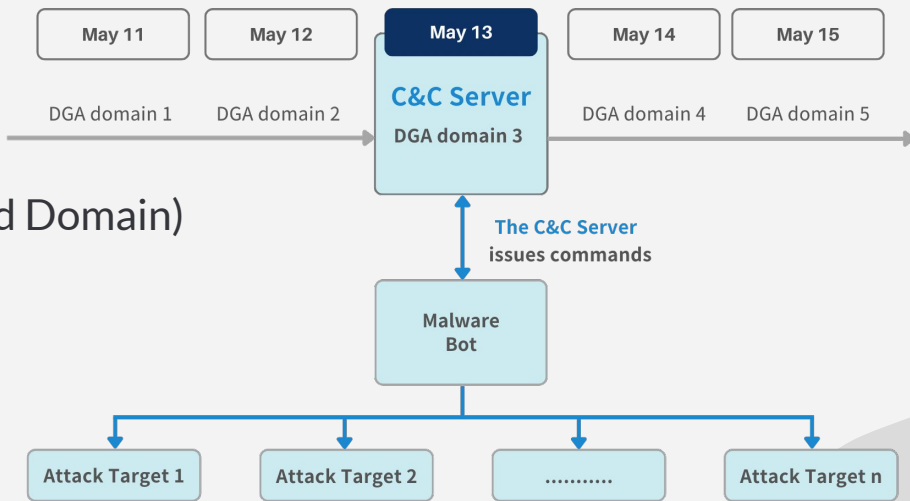 May 11
May 12
May 13
May 14
May 15
DGA domain 1
DGA domain 2
C&C Server
DGA domain 3
DGA domain 4
DGA domain 5
d Domain)
The C&C Server
issues commands
Malware
Bot
Attack Target 1
Attack Target 2
...........
Attack Target n